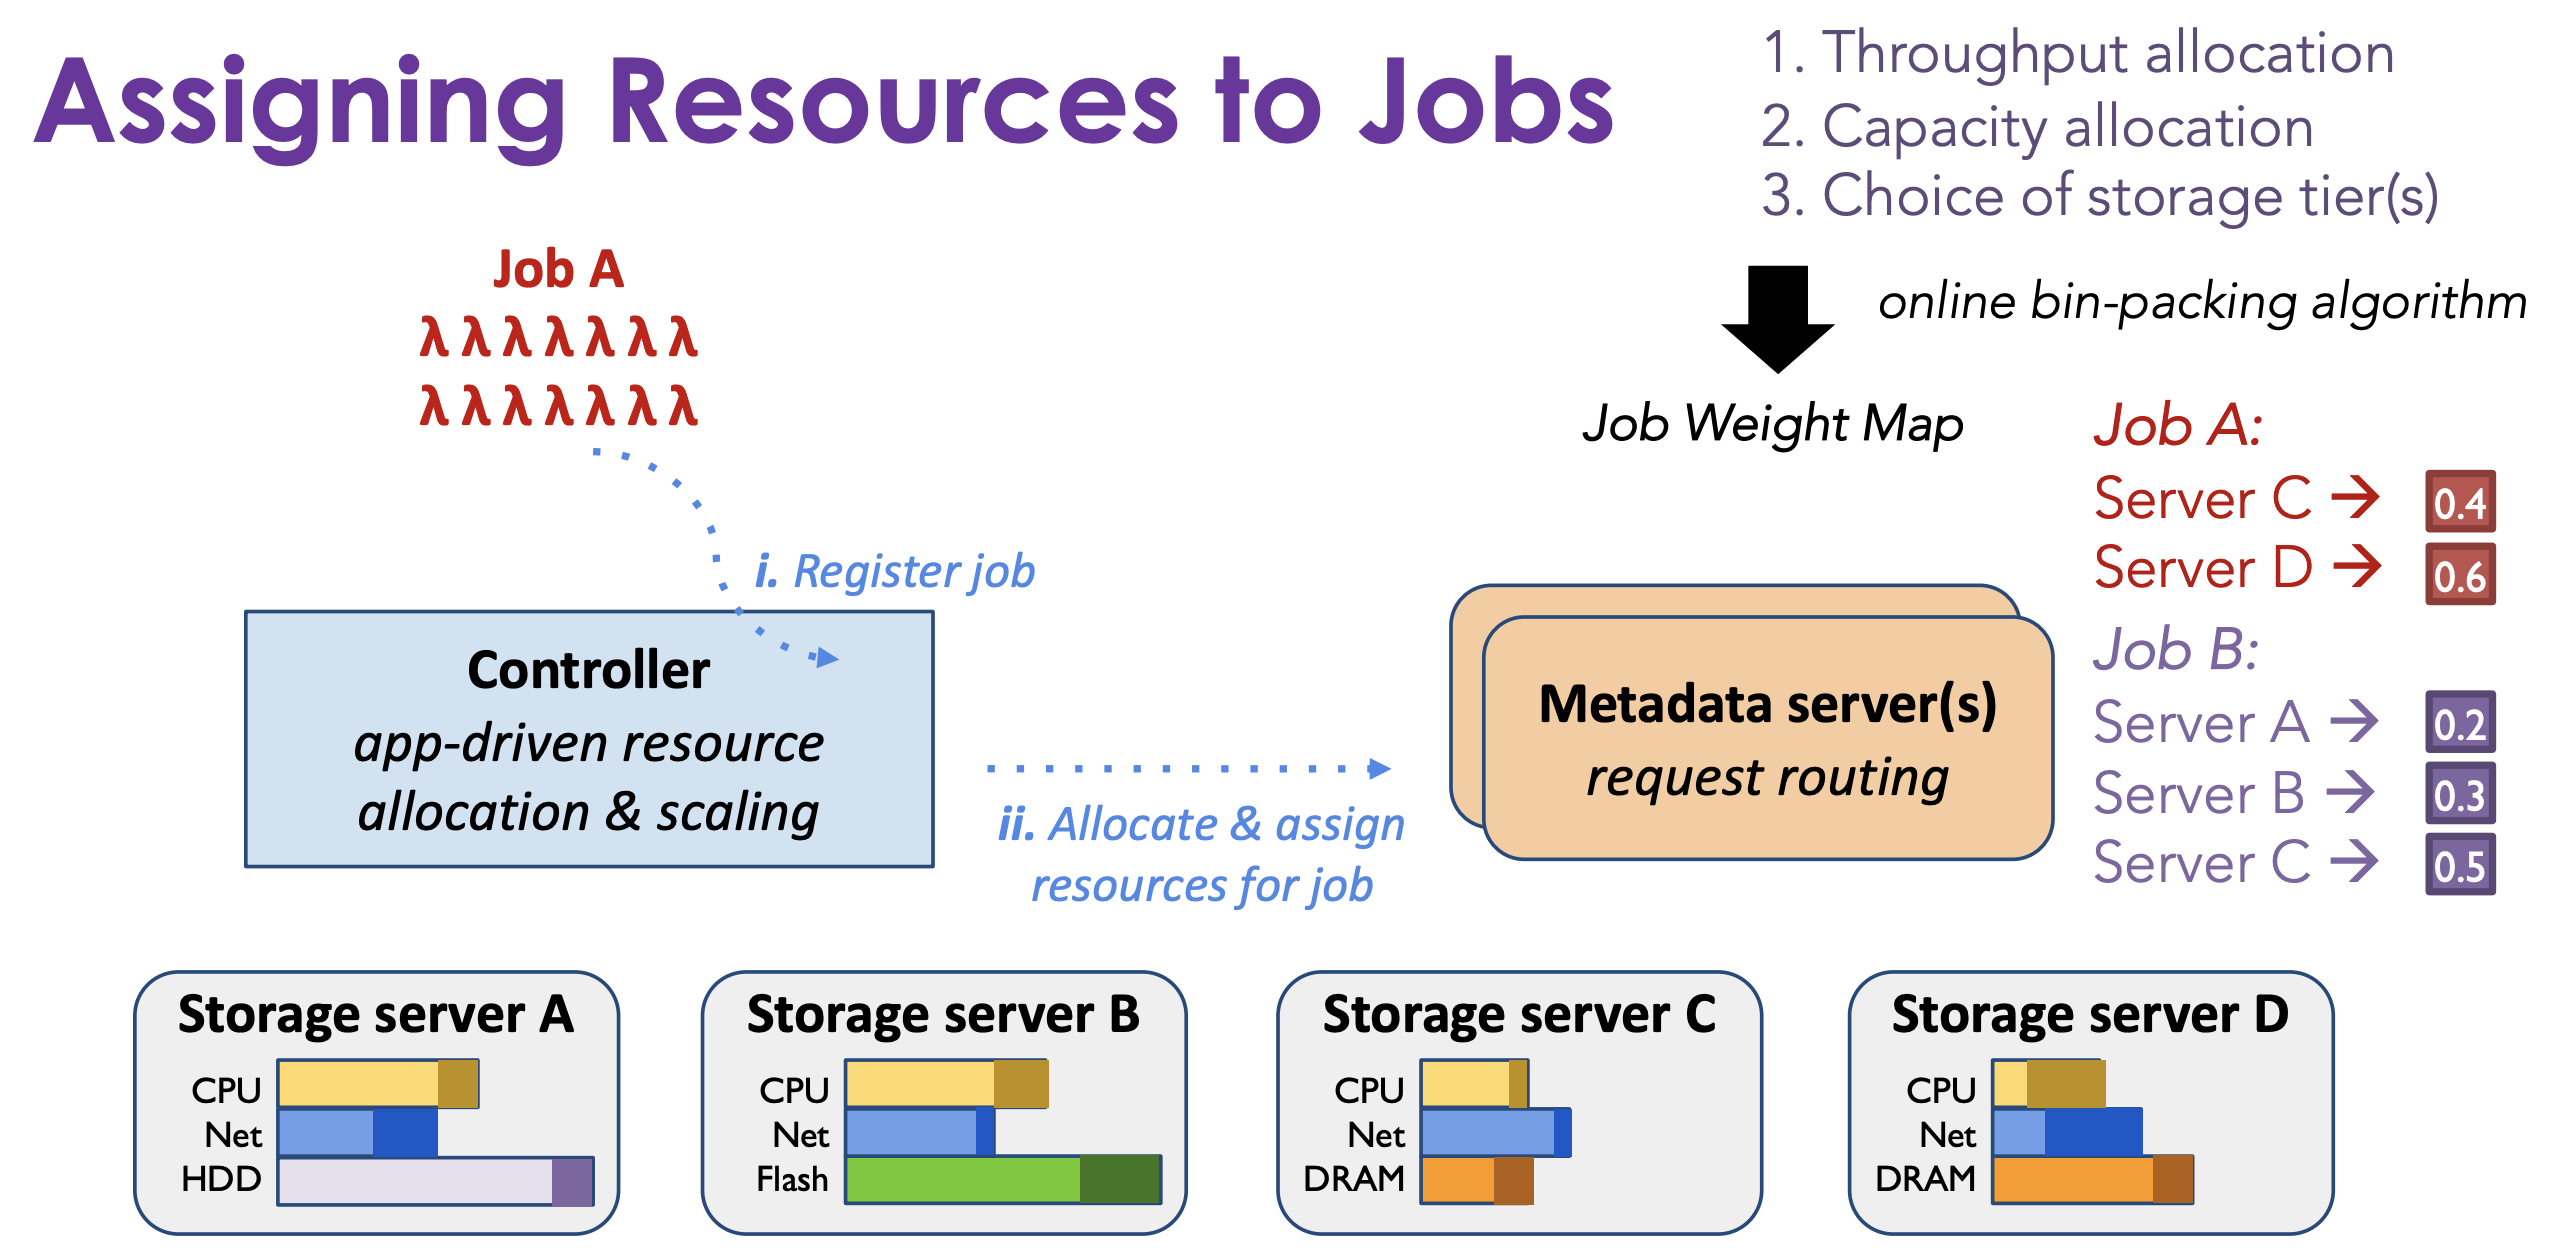 Assigning Resources to Jobs
1. Throughput allocation
2. Capacity allocation
3. Choice of storage tier(s)
online bin-packing algorithm
Job A
λ λ λ λ λ λ λ
λ λ λ λ λ λ λ
Job Weight Map
Job A:
Server C → 0.4
Server D → 0.6
Job B:
Server A → 0.2
Server B → 0.3
Server C → 0.5
i. Register job
Controller
app-driven resource
allocation & scaling
ii. Allocate & assign
resources for job
Metadata server(s)
request routing
Storage server A
CPU
Net
HDD
Storage server B
CPU
Net
Flash
Storage server C
CPU
Net
DRAM
Storage server D
CPU
Net
DRAM